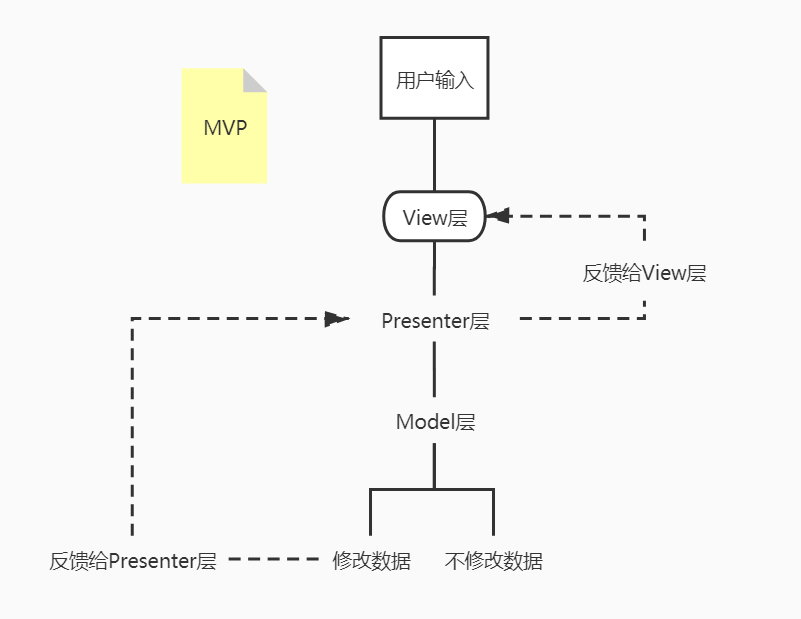 用户输入
MVP
View层
反馈给View层
Presenter层
Model层
反馈给Presenter层
修改数据
不修改数据